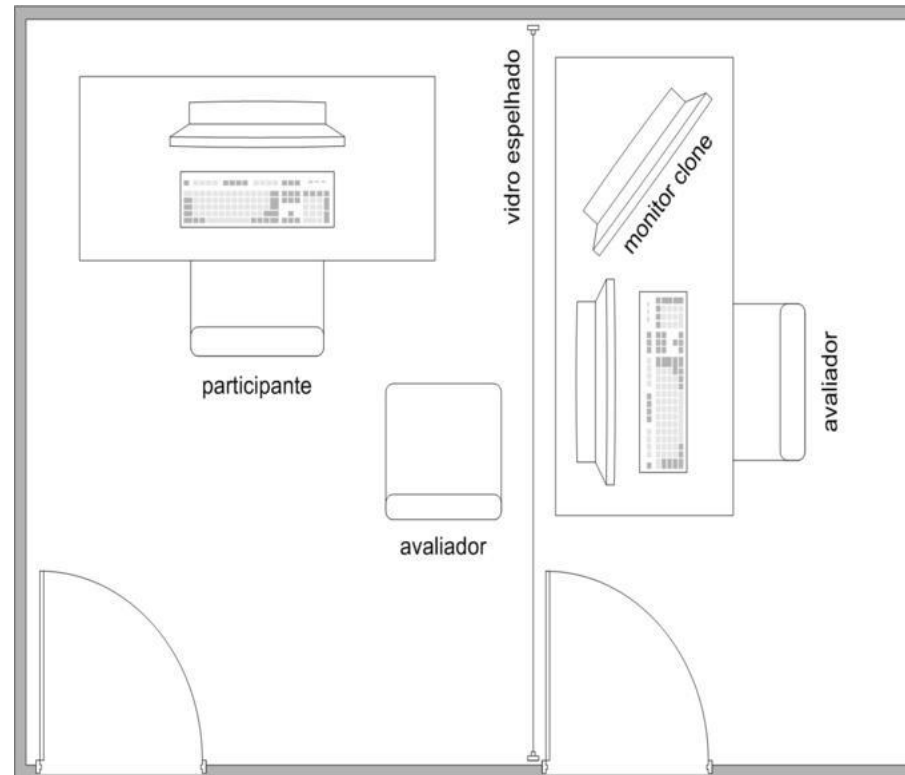 participante
avaliador
vidro espelhado
monitor clone
avaliador